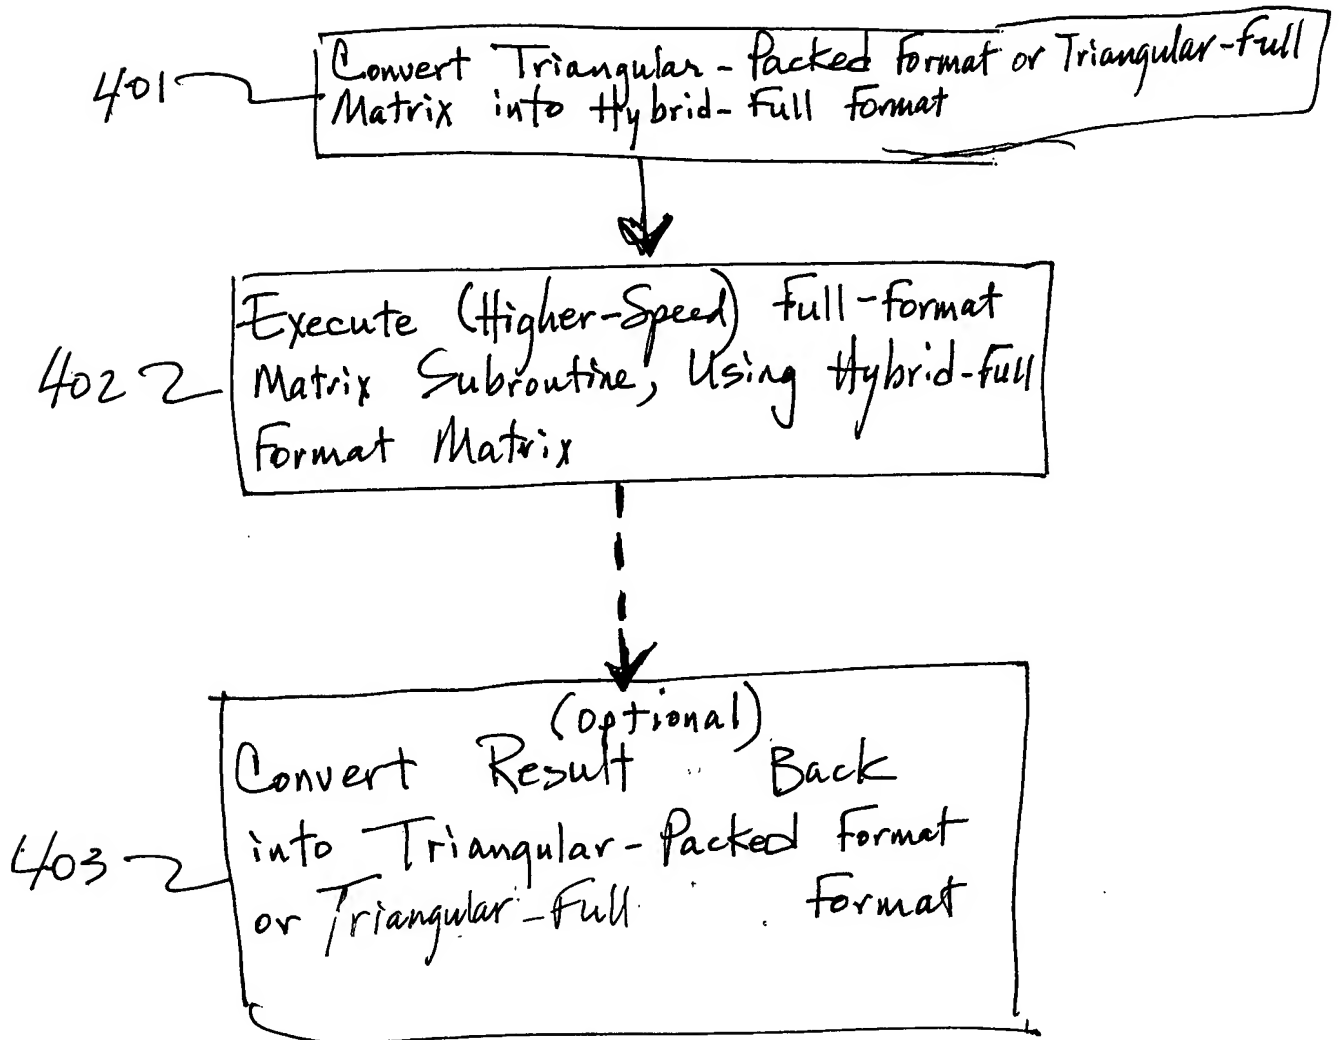 401
Convert Triangular-Packed Format or Triangular-Full
Matrix into Hybrid-Full Format
402
Execute (Higher-Speed) Full-Format
Matrix Subroutine, Using Hybrid-Full
Format Matrix
403
(optional)
Convert Result Back
into Triangular-Packed Format
or Triangular-Full Format